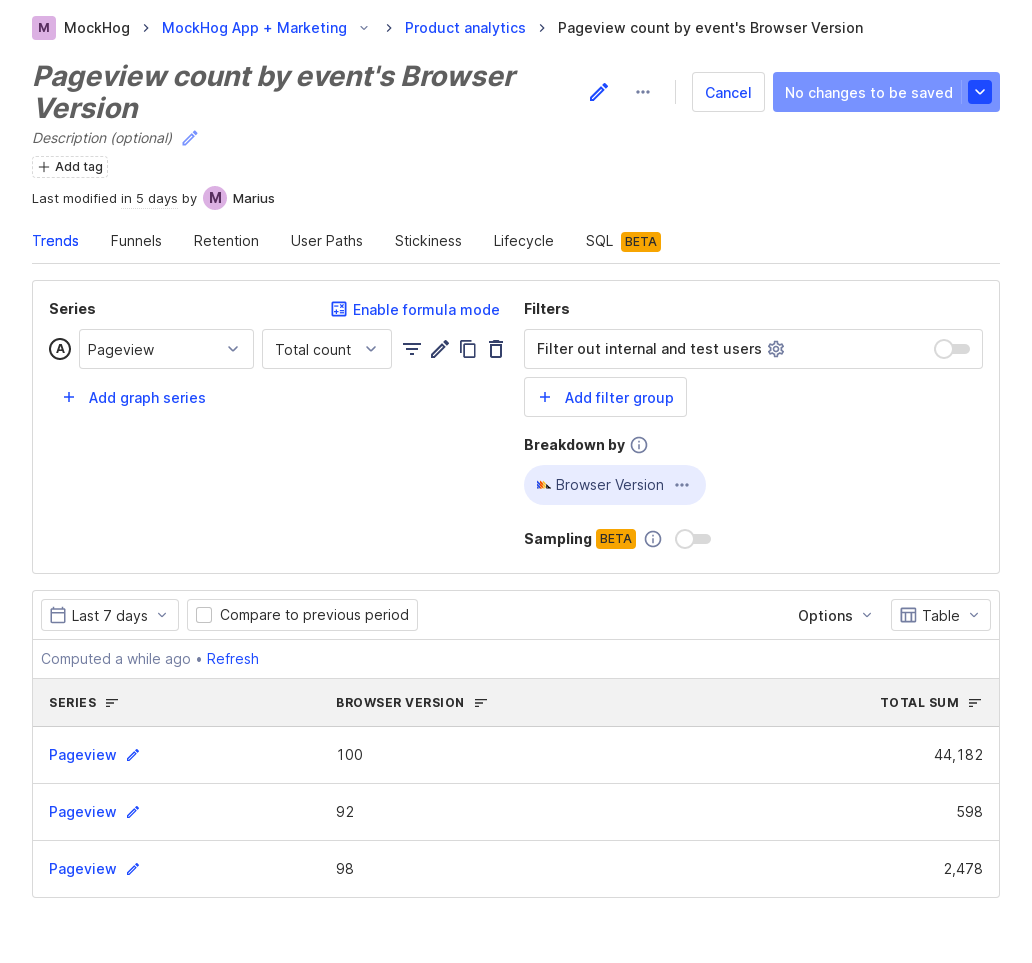 M MockHog MockHog App + Marketing Product analytics Pageview count by event's Browser Version
Pageview count by event's Browser
Version
Cancel No changes to be saved
Description (optional)
Add tag
Last modified in 5 days by M Marius
Trends Funnels Retention User Paths Stickiness Lifecycle SQL BETA
Series Enable formula mode
A Pageview Total count
Add graph series
Filters
Filter out internal and test users
Add filter group
Breakdown by
Browser Version
Sampling BETA
Last 7 days Compare to previous period Options Table
Computed a while ago • Refresh
SERIES BROWSER VERSION TOTAL SUM
Pageview 100 44,182
Pageview 92 598
Pageview 98 2,478